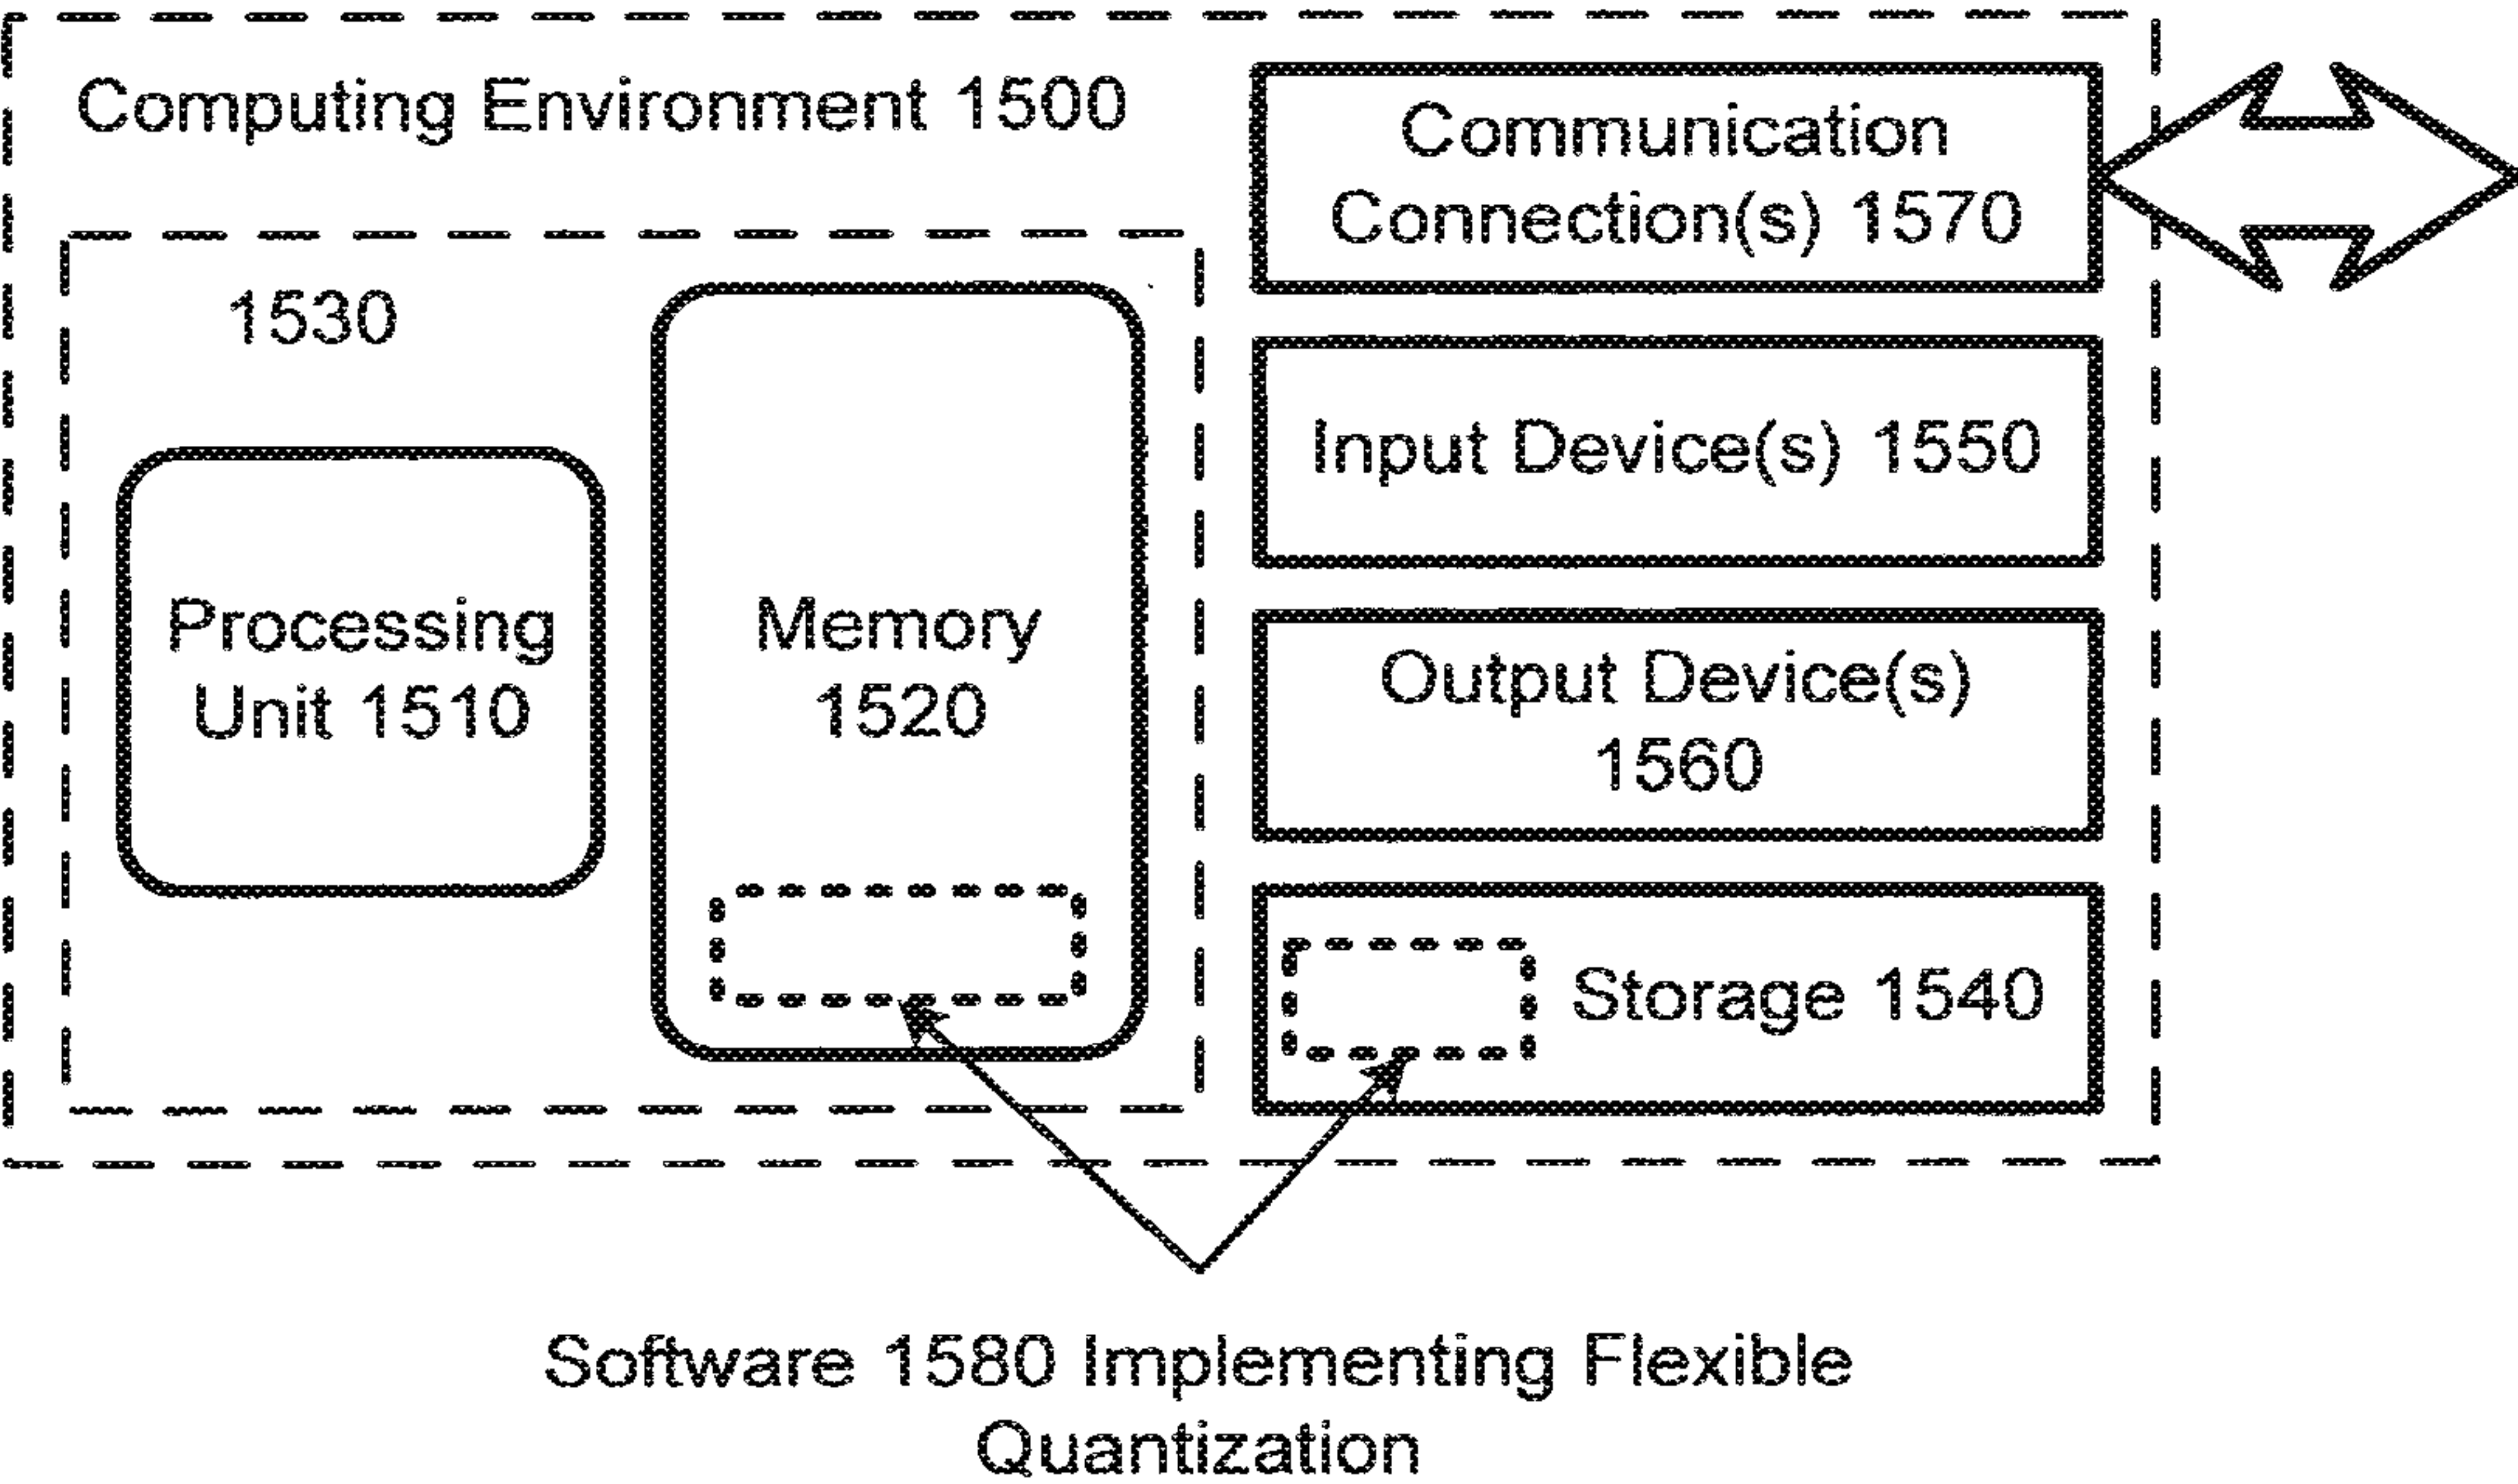 Computing Environment 1500
Communication
Connection(s) 1570
1530
Input Device(s) 1550
Processing
Unit 1510
Memory
1520
Output Device(s)
1560
Storage 1540
Software 1580 Implementing Flexible
Quantization